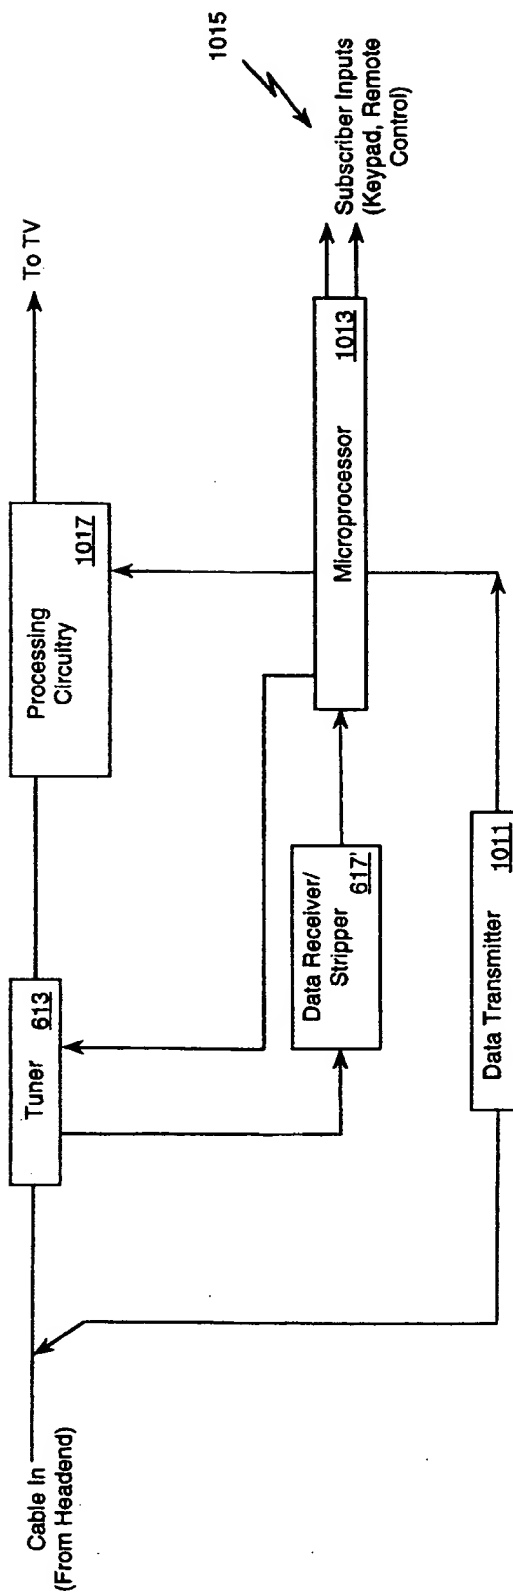 1015
Cable In
(From Headend)
Tuner 613
Processing
Circuitry
1017
To TV
Data Receiver/
Stripper
617'
Microprocessor
1013
Subscriber Inputs
(Keypad, Remote
Control)
Data Transmitter
1011